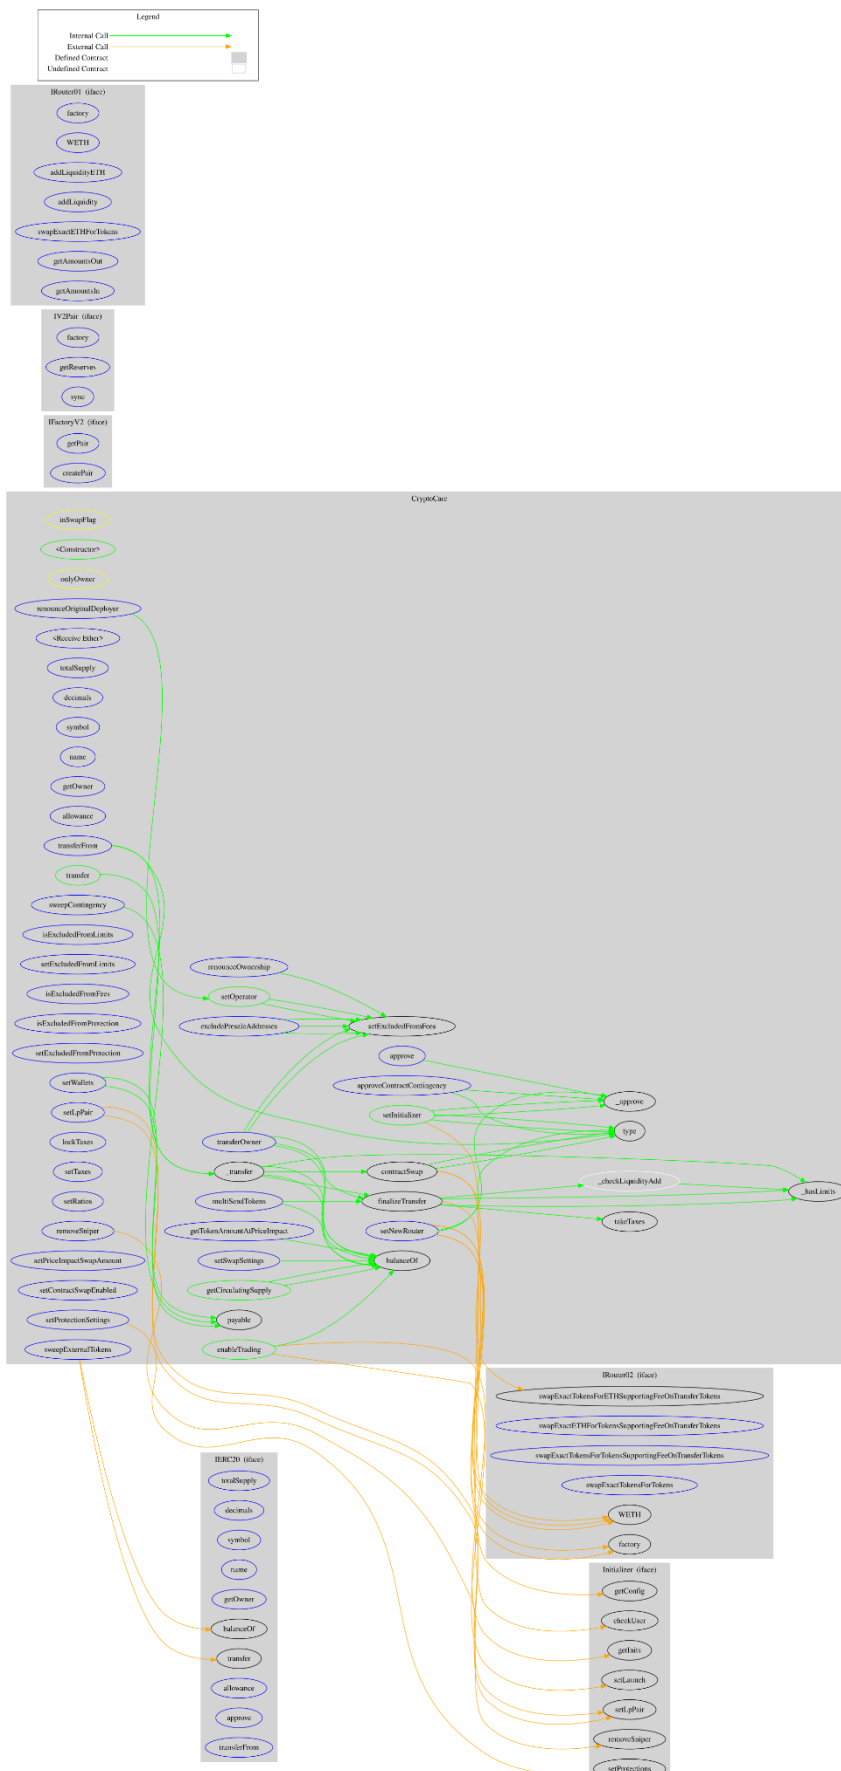 Legend
Internal Call
External Call
Defined Contract
Undefined Contract
IRouter01 (iface)
factory
WETH
addLiquidityETH
addLiquidity
swapExactETHForTokens
getAmountsOut
getAmountsIn
IV2Pair (iface)
factory
getReserves
sync
IFactoryV2 (iface)
getPair
createPair
CryptoCare
inSwapFlag
<Constructor>
onlyOwner
renounceOriginalDeployer
<Receive Ether>
totalSupply
decimals
symbol
name
getOwner
allowance
transferFrom
transfer
sweepContingency
isExcludedFromLimits
setExcludedFromLimits
isExcludedFromFees
isExcludedFromProtection
setExcludedFromProtection
setWallets
setLpPair
lockTaxes
setTaxes
setRatios
removeSniper
setPriceImpactSwapAmount
setContractSwapEnabled
setProtectionSettings
sweepExternalTokens
renounceOwnership
setOperator
excludePresaleAddresses
transferOwner
_transfer
multiSendTokens
getTokenAmountAtPriceImpact
setSwapSettings
getCirculatingSupply
payable
enableTrading
setExcludedFromFees
approve
approveContractContingency
setInitializer
contractSwap
finalizeTransfer
setNewRouter
balanceOf
_approve
type
_checkLiquidityAdd
takeTaxes
_hasLimits
IRouter02 (iface)
swapExactTokensForETHSupportingFeeOnTransferTokens
swapExactETHForTokensSupportingFeeOnTransferTokens
swapExactTokensForTokensSupportingFeeOnTransferTokens
swapExactTokensForTokens
WETH
factory
IERC20 (iface)
totalSupply
decimals
symbol
name
getOwner
balanceOf
transfer
allowance
approve
transferFrom
Initializer (iface)
getConfig
checkUser
getInits
setLaunch
setLpPair
removeSniper
setProtections